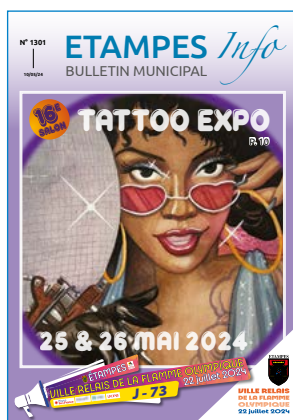 N° 1301
10/05/24
ETAMPES Info
BULLETIN MUNICIPAL
16E
SALON
TATTOO EXPO
P. 10
25 & 26 MAI 2024
ETAMPES
VILLE RELAIS DE LA FLAMME OLYMPIQUE
22 juillet 2024
J - 73
ETAMPES
VILLE RELAIS
DE LA FLAMME
OLYMPIQUE
22 juillet 2024